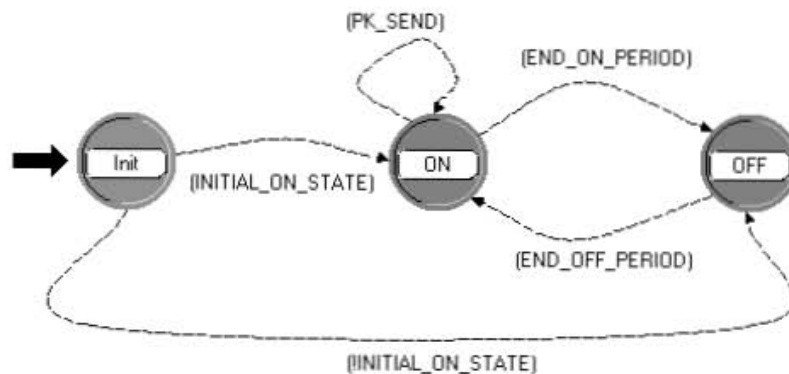 (PK_SEND)
(END_ON_PERIOD)
Init
ON
OFF
(INITIAL_ON_STATE)
(END_OFF_PERIOD)
(!INITIAL_ON_STATE)